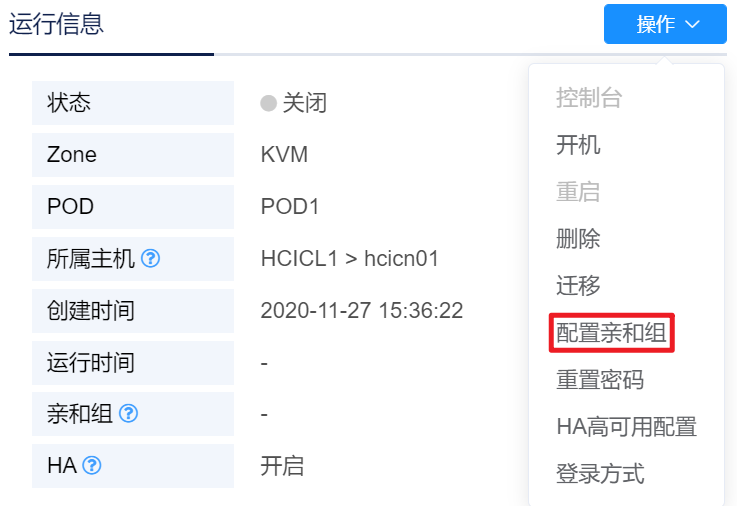 运行信息
操作
状态
关闭
Zone
KVM
POD
POD1
所属主机
HCICL1 > hcicn01
创建时间
2020-11-27 15:36:22
运行时间
-
亲和组
-
HA
开启
控制台
开机
重启
删除
迁移
配置亲和组
重置密码
HA高可用配置
登录方式